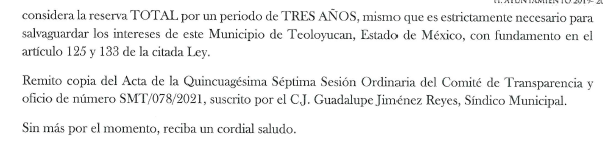 H. AYUNTAMIENTO 2019- 20
considera la reserva TOTAL por un periodo de TRES AÑOS, mismo que es estrictamente necesario para
salvaguardar los intereses de este Municipio de Teoloyucan, Estado de México, con fundamento en el
artículo 125 y 133 de la citada Ley.
Remito copia del Acta de la Quincuagésima Séptima Sesión Ordinaria del Comité de Transparencia y
oficio de número SMT/078/2021, suscrito por el C.J. Guadalupe Jiménez Reyes, Síndico Municipal.
Sin más por el momento, reciba un cordial saludo.